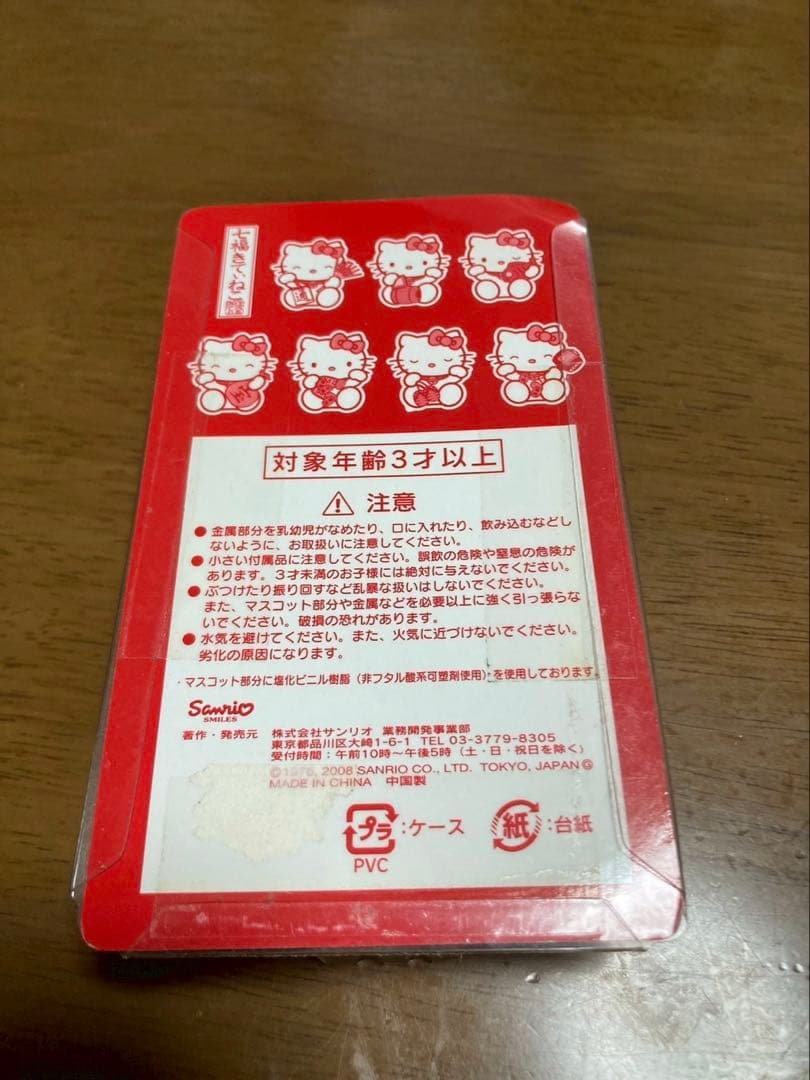 七福きてぃねこ
対象年齢3才以上
注意
● 金属部分を乳幼児がなめたり、口に入れたり、飲み込むなどし
ないように、お取扱いに注意してください。
● 小さい付属品に注意してください。誤飲の危険や窒息の危険が
あります。3才未満のお子様には絶対に与えないでください。
● ぶつけたり振り回すなど乱暴な扱いはしないでください。
また、マスコット部分や金属などを必要以上に強く引っ張らな
いでください。破損の恐れがあります。
● 水気を避けてください。また、火気に近づけないでください。
劣化の原因になります。
・マスコット部分に塩化ビニル樹脂（非フタル酸系可塑剤使用）を使用しております。
Sanrio
SMILES
著作・発売元 株式会社サンリオ 業務開発事業部
東京都品川区大崎1-6-1 TEL 03-3779-8305
受付時間：午前10時～午後5時（土・日・祝日を除く）
©1976, 2008 SANRIO CO., LTD. TOKYO, JAPAN Ⓖ
MADE IN CHINA 中国製
プラ：ケース 紙：台紙
PVC